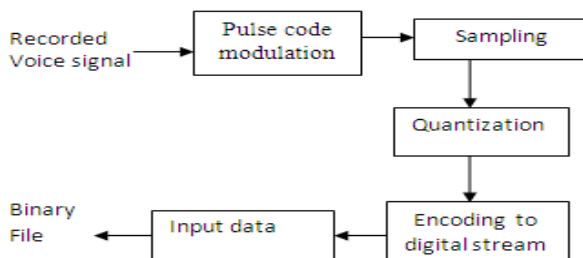 Recorded
Voice signal
Pulse code
modulation
Sampling
Quantization
Encoding to
digital stream
Input data
Binary
File